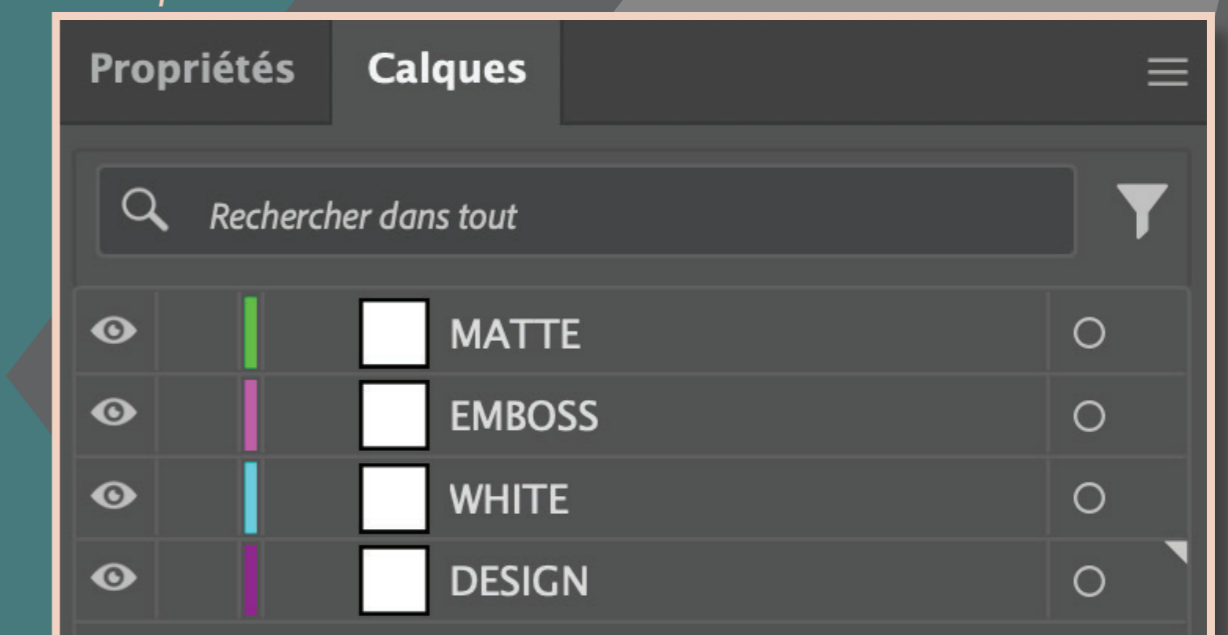 Propriétés Calques
Rechercher dans tout
MATTE
EMBOSS
WHITE
DESIGN